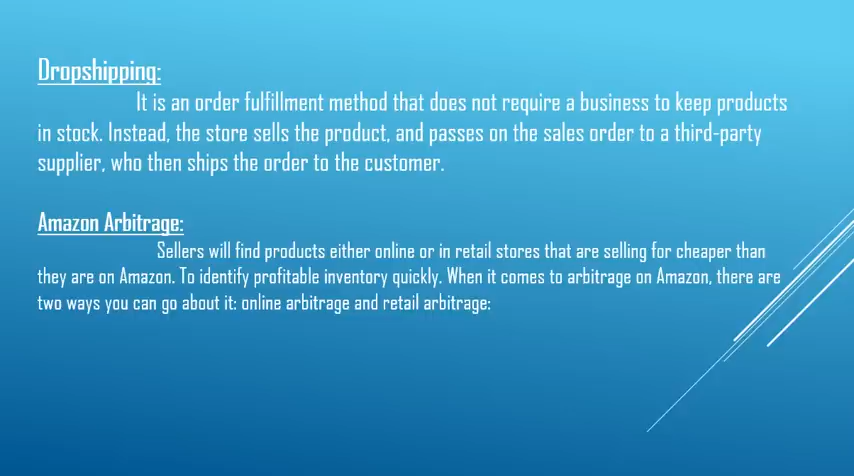 Dropshipping:
It is an order fulfillment method that does not require a business to keep products
in stock. Instead, the store sells the product, and passes on the sales order to a third-party
supplier, who then ships the order to the customer.
Amazon Arbitrage:
Sellers will find products either online or in retail stores that are selling for cheaper than
they are on Amazon. To identify profitable inventory quickly. When it comes to arbitrage on Amazon, there are
two ways you can go about it: online arbitrage and retail arbitrage: